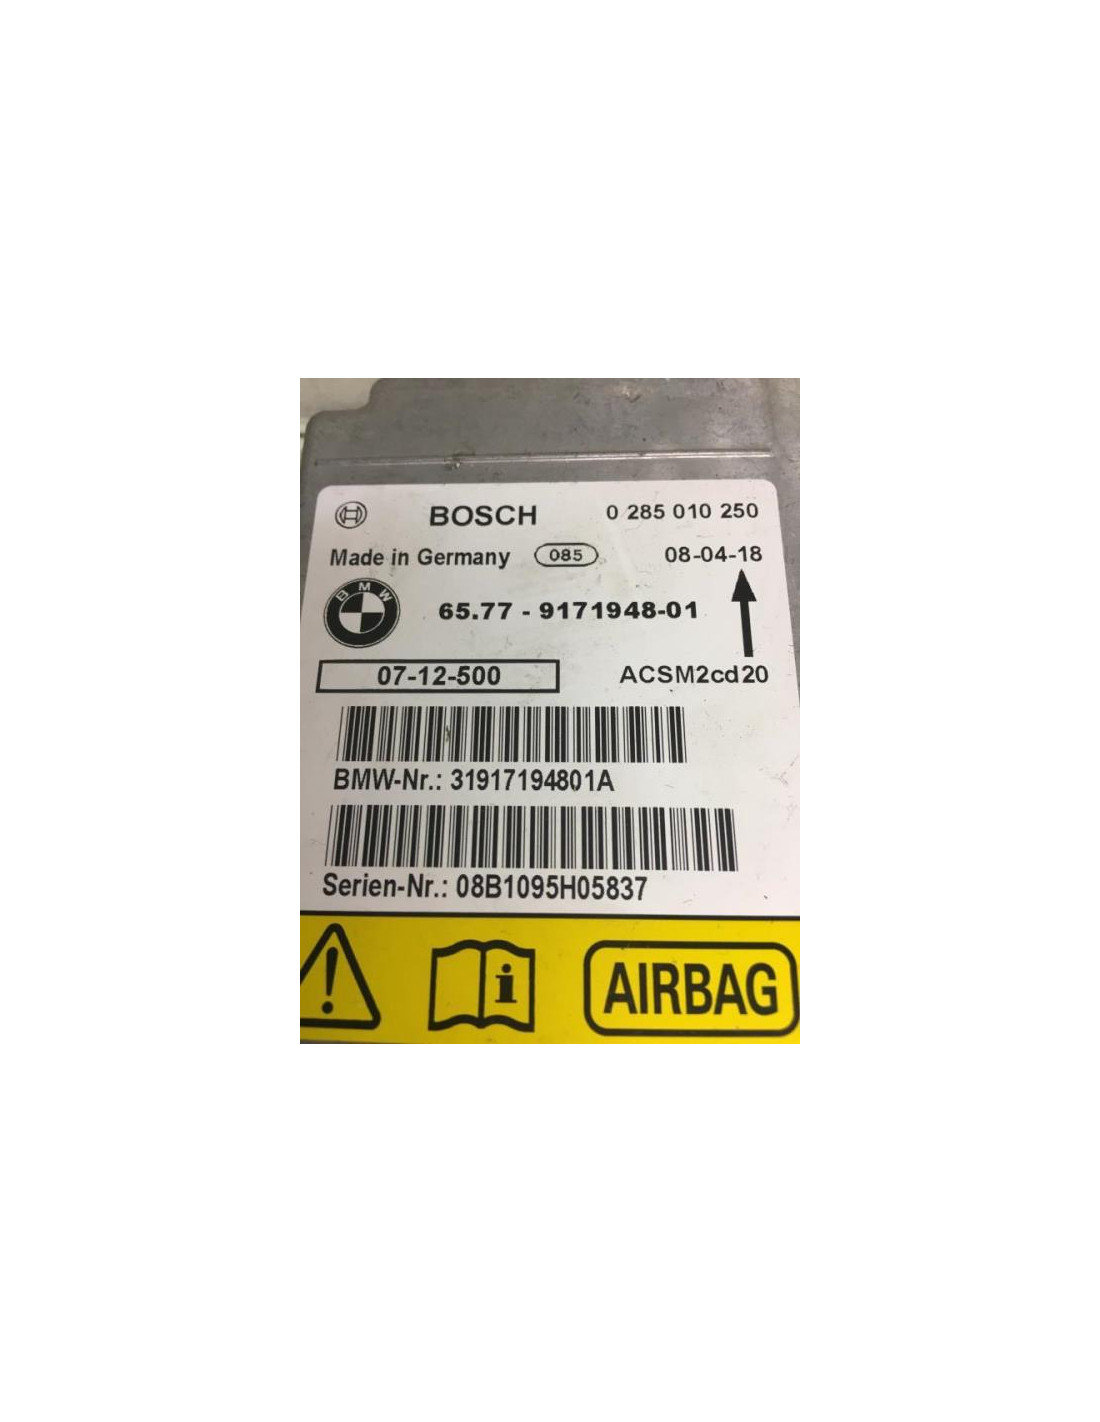 BOSCH 0 285 010 250
Made in Germany 085 08-04-18
BMW 65.77 - 9171948-01
07-12-500 ACSM2cd20
BMW-Nr.: 31917194801A
Serien-Nr.: 08B1095H05837
! i AIRBAG